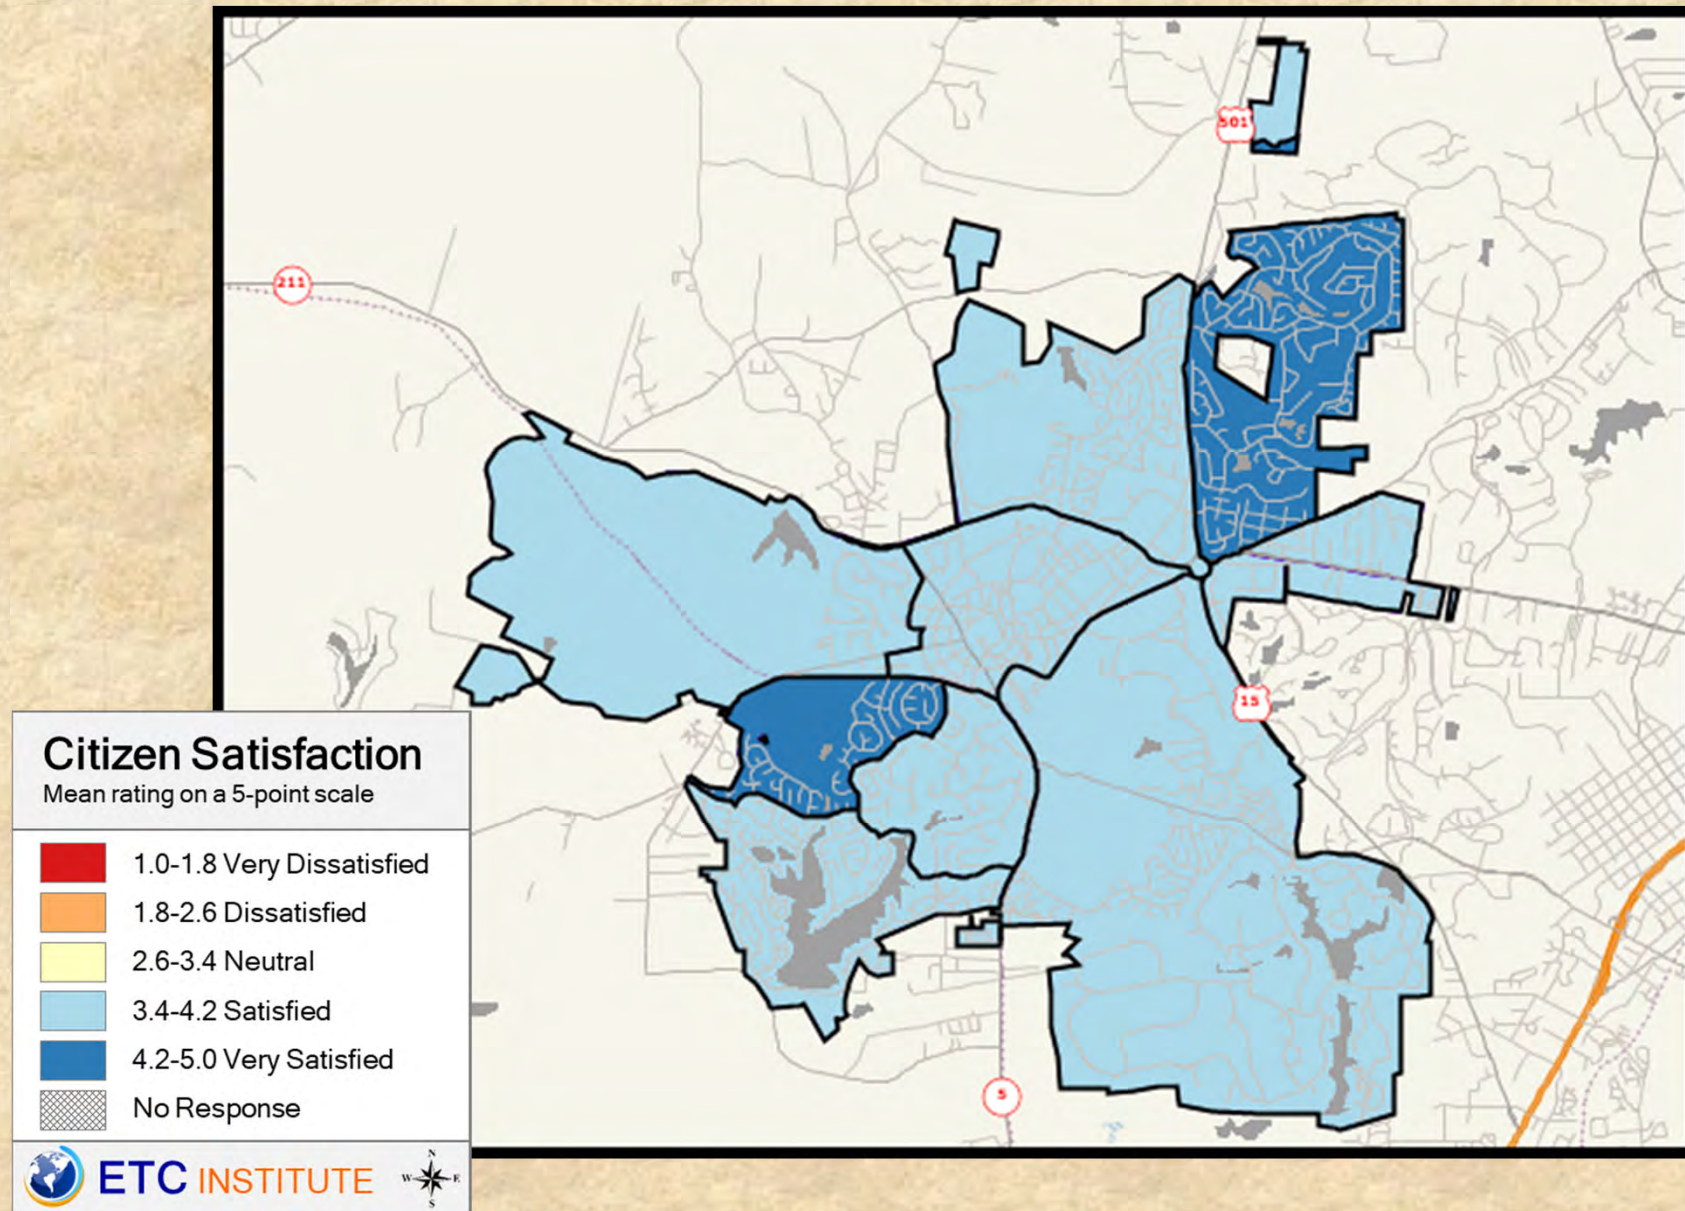 501
211
15
5
Citizen Satisfaction
Mean rating on a 5-point scale
1.0-1.8 Very Dissatisfied
1.8-2.6 Dissatisfied
2.6-3.4 Neutral
3.4-4.2 Satisfied
4.2-5.0 Very Satisfied
No Response
ETC INSTITUTE
N
W E
S